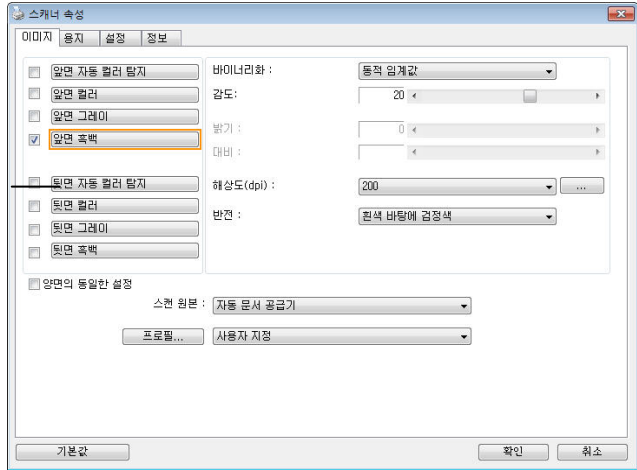 스캐너 속성
이미지 용지 설정 정보
앞면 자동 컬러 탐지
앞면 컬러
앞면 그레이
앞면 흑백
뒷면 자동 컬러 탐지
뒷면 컬러
뒷면 그레이
뒷면 흑백
바이너리화 : 동적 임계값
감도: 20
밝기 : 0
대비 :
해상도(dpi) : 200 ...
반전 : 흰색 바탕에 검정색
양면의 동일한 설정
스캔 원본 : 자동 문서 공급기
프로필... 사용자 지정
기본값 확인 취소